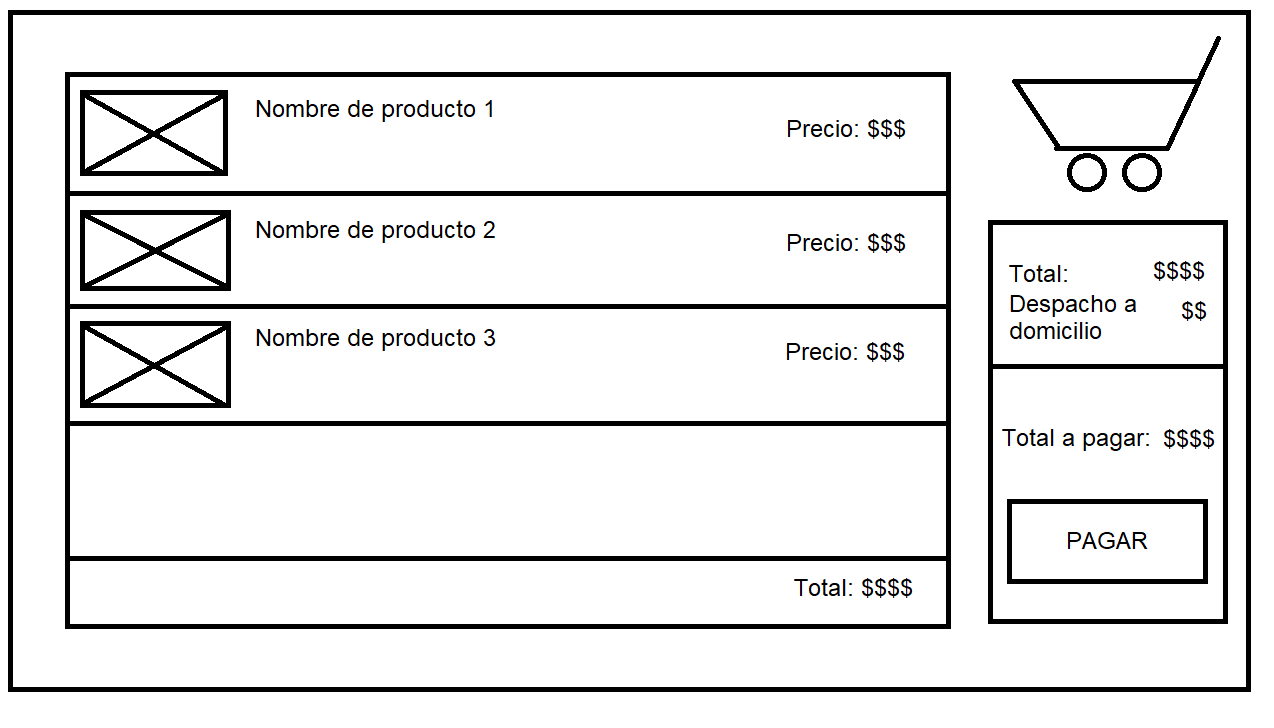 Nombre de producto 1
Precio: $$$
Nombre de producto 2
Precio: $$$
Nombre de producto 3
Precio: $$$
Total: $$$$
Total: $$$$
Despacho a $$
domicilio
Total a pagar: $$$$
PAGAR